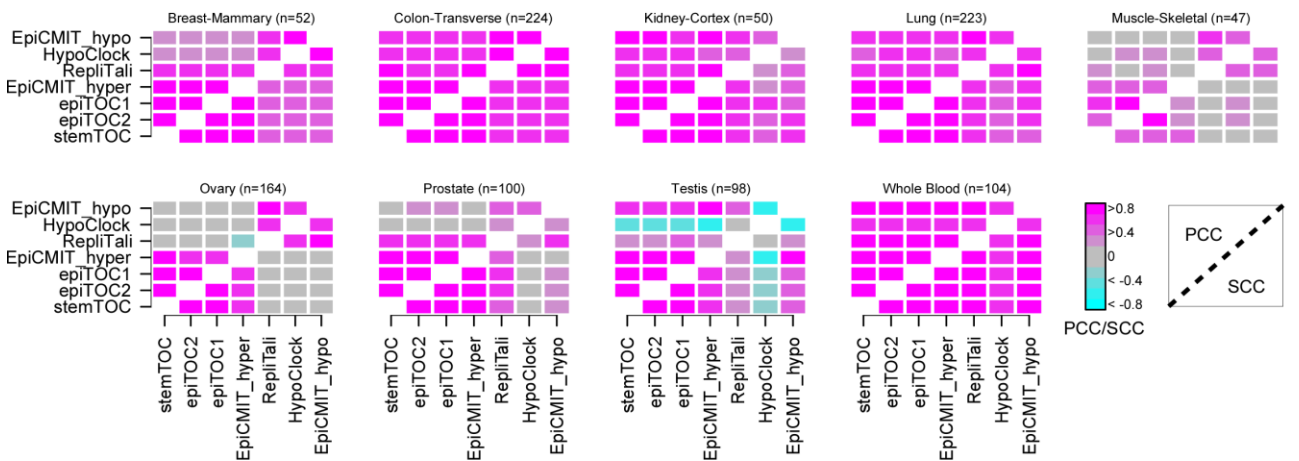 Breast-Mammary (n=52)
Colon-Transverse (n=224)
Kidney-Cortex (n=50)
Lung (n=223)
Muscle-Skeletal (n=47)
EpiCMIT_hypo
HypoClock
RepliTali
EpiCMIT_hyper
epiTOC1
epiTOC2
stemTOC
Ovary (n=164)
Prostate (n=100)
Testis (n=98)
Whole Blood (n=104)
EpiCMIT_hypo
HypoClock
RepliTali
EpiCMIT_hyper
epiTOC1
epiTOC2
stemTOC
>0.8
>0.4
0
< -0.4
< -0.8
PCC/SCC
PCC
SCC
stemTOC
epiTOC2
epiTOC1
EpiCMIT_hyper
RepliTali
HypoClock
EpiCMIT_hypo
stemTOC
epiTOC2
epiTOC1
EpiCMIT_hyper
RepliTali
HypoClock
EpiCMIT_hypo
stemTOC
epiTOC2
epiTOC1
EpiCMIT_hyper
RepliTali
HypoClock
EpiCMIT_hypo
stemTOC
epiTOC2
epiTOC1
EpiCMIT_hyper
RepliTali
HypoClock
EpiCMIT_hypo